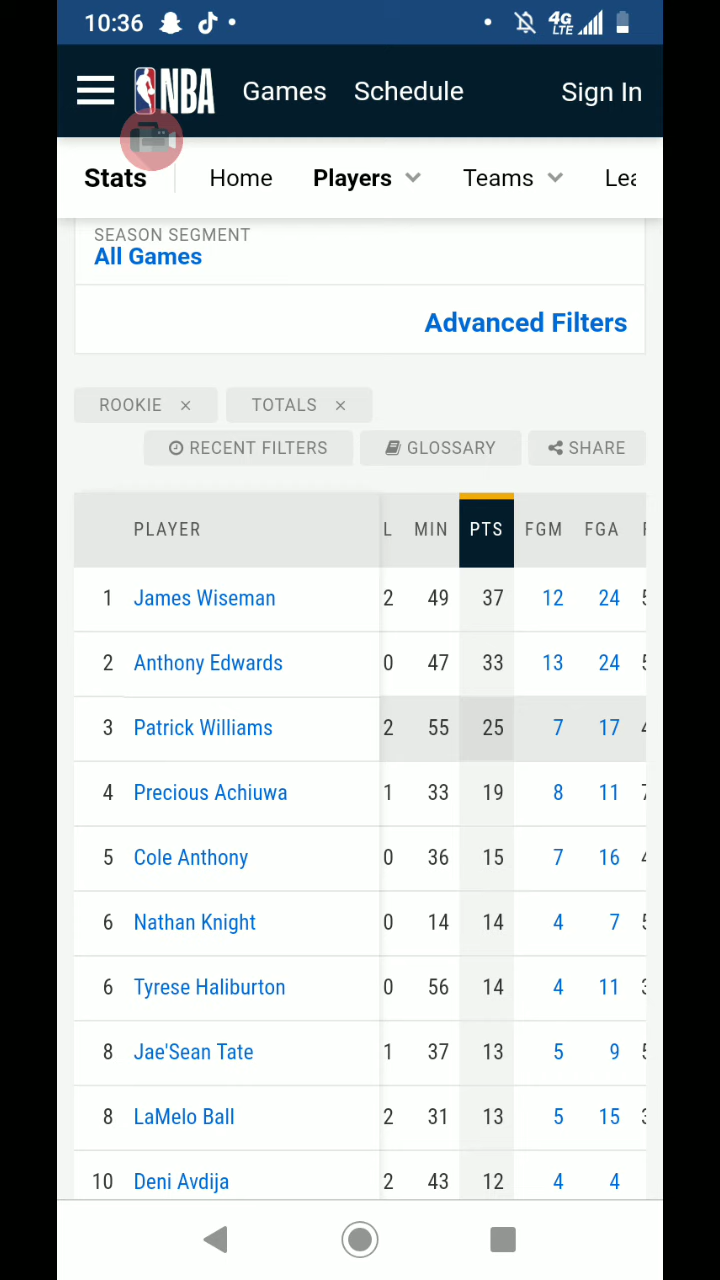 10:36 4G LTE
NBA Games Schedule Sign In
Stats Home Players Teams
SEASON SEGMENT
All Games
Advanced Filters
ROOKIE × TOTALS ×
RECENT FILTERS GLOSSARY SHARE
PLAYER L MIN PTS FGM FGA
1 James Wiseman 2 49 37 12 24
2 Anthony Edwards 0 47 33 13 24
3 Patrick Williams 2 55 25 7 17
4 Precious Achiuwa 1 33 19 8 11
5 Cole Anthony 0 36 15 7 16
6 Nathan Knight 0 14 14 4 7
6 Tyrese Haliburton 0 56 14 4 11
8 Jae'Sean Tate 1 37 13 5 9
8 LaMelo Ball 2 31 13 5 15
10 Deni Avdija 2 43 12 4 4